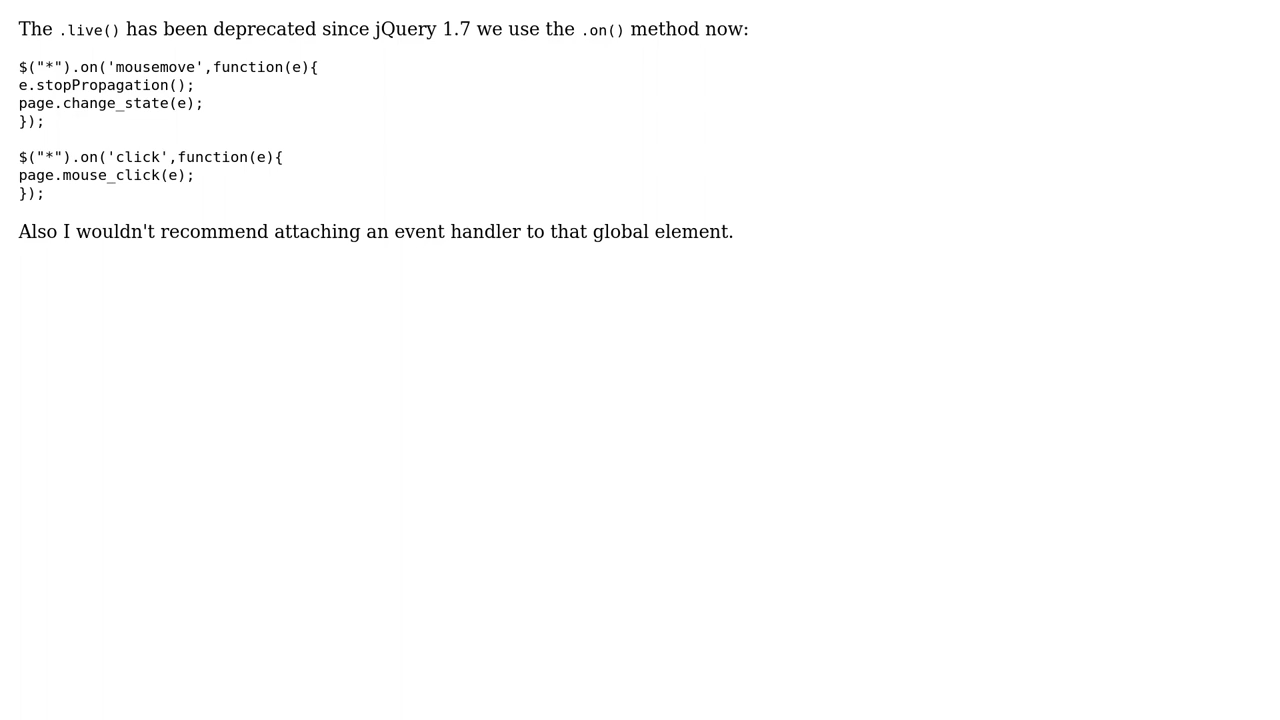 The .live() has been deprecated since jQuery 1.7 we use the .on() method now:
$("*").on('mousemove',function(e){
e.stopPropagation();
page.change_state(e);
});
$("*").on('click',function(e){
page.mouse_click(e);
});
Also I wouldn't recommend attaching an event handler to that global element.